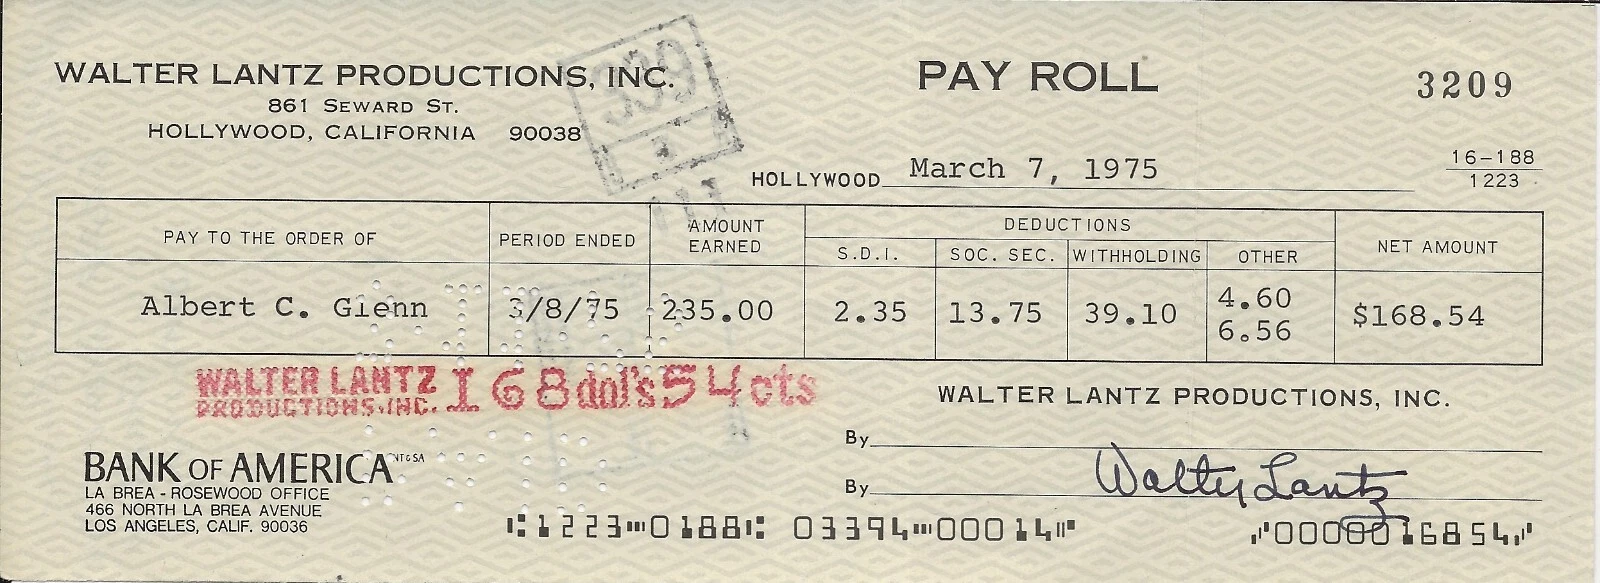 WALTER LANTZ PRODUCTIONS, INC.
861 SEWARD ST.
HOLLYWOOD, CALIFORNIA 90038
PAY ROLL
3209
16-188
1223
HOLLYWOOD March 7, 1975
PAY TO THE ORDER OF
PERIOD ENDED
AMOUNT EARNED
DEDUCTIONS
S.D.I.
SOC. SEC.
WITHHOLDING
OTHER
NET AMOUNT
Albert C. Glenn
3/8/75
235.00
2.35
13.75
39.10
4.60
6.56
$168.54
WALTER LANTZ
PRODUCTIONS, INC.
168 dol's 54 cts
WALTER LANTZ PRODUCTIONS, INC.
By
By Walter Lantz
BANK OF AMERICA NT&SA
LA BREA - ROSEWOOD OFFICE
466 NORTH LA BREA AVENUE
LOS ANGELES, CALIF. 90036
⑆1223⑉0188⑆ 03394⑉00014⑈ ⑈0000016854⑈